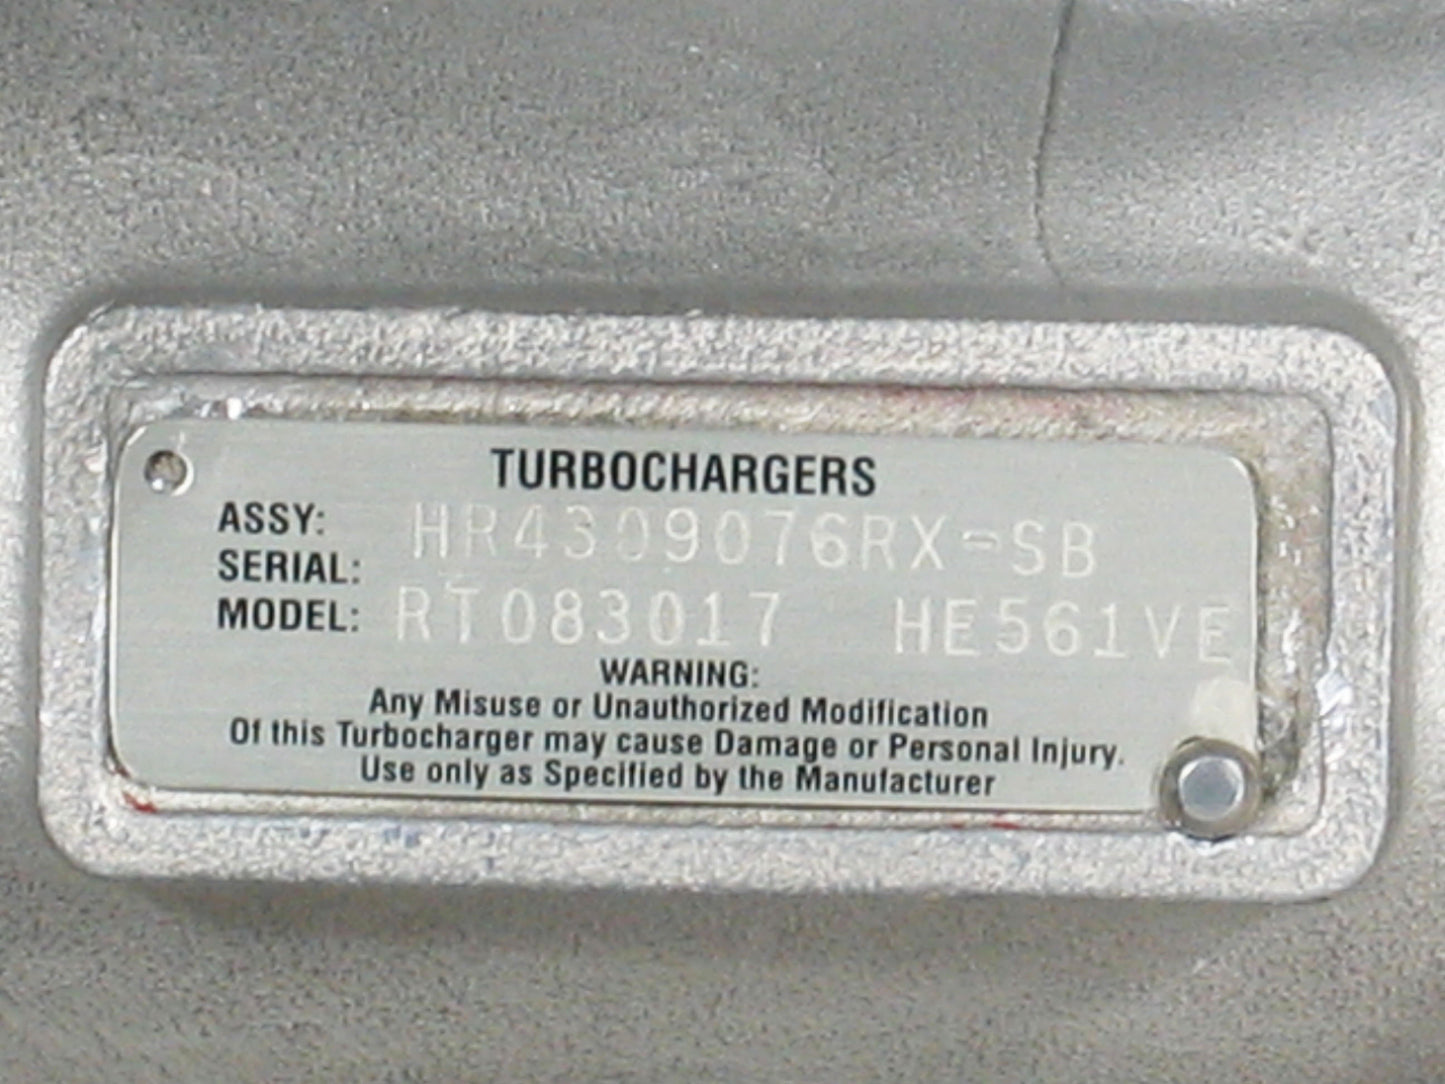 TURBOCHARGERS
ASSY: HR4309076RX-SB
SERIAL:
MODEL: RT083017 HE561VE
WARNING:
Any Misuse or Unauthorized Modification
Of this Turbocharger may cause Damage or Personal Injury.
Use only as Specified by the Manufacturer